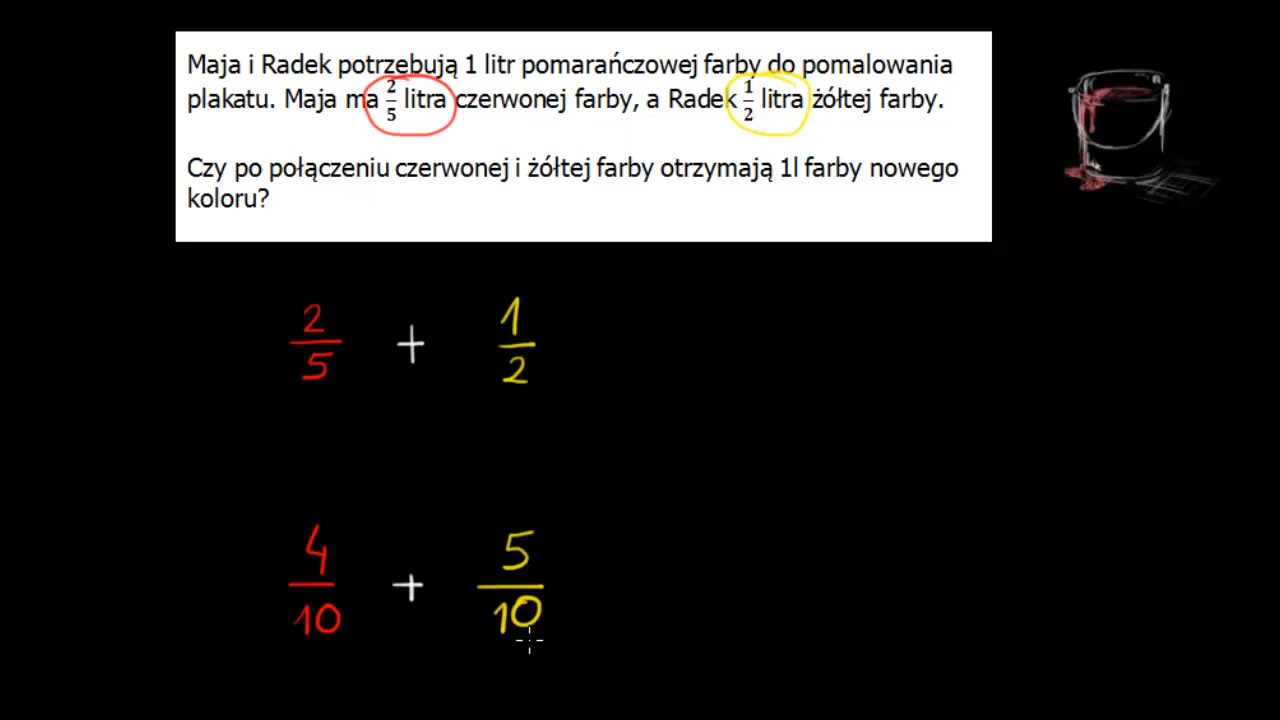 Maja i Radek potrzebują 1 litr pomarańczowej farby do pomalowania
plakatu. Maja ma 2/5 litra czerwonej farby, a Radek 1/2 litra żółtej farby.
Czy po połączeniu czerwonej i żółtej farby otrzymają 1l farby nowego
koloru?
2/5 + 1/2
4/10 + 5/10